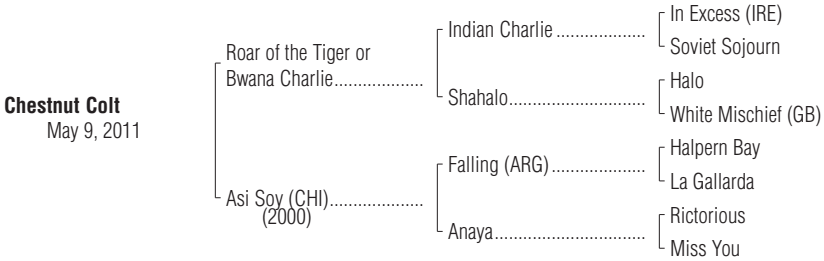 Chestnut Colt
May 9, 2011
Roar of the Tiger or
Bwana Charlie....................
Asi Soy (CHI).....................
(2000)
Indian Charlie ....................
Shahalo..............................
Falling (ARG) .....................
Anaya.................................
In Excess (IRE)
Soviet Sojourn
Halo
White Mischief (GB)
Halpern Bay
La Gallarda
Rictorious
Miss You